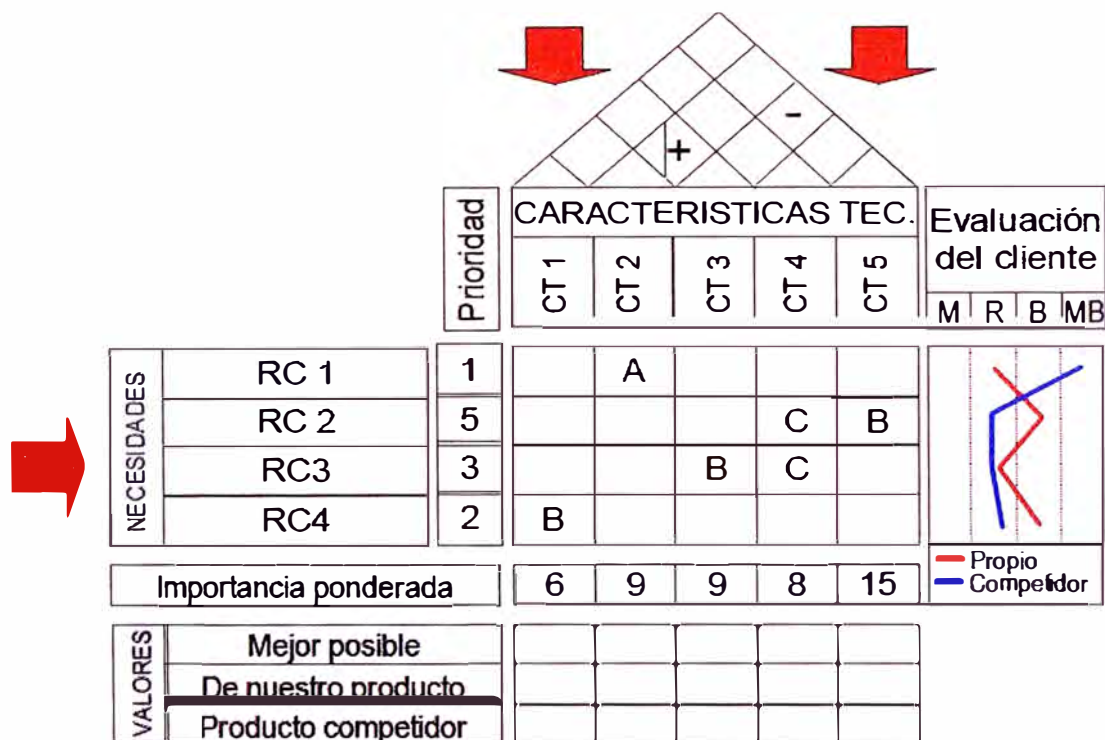 -
+
Prioridad
CARACTERISTICAS TEC.
CT 1
CT 2
CT 3
CT 4
CT 5
Evaluación
del cliente
M R B MB
NECESIDADES
RC 1 1 A
RC 2 5 C B
RC3 3 B C
RC4 2 B
Propio
Competidor
Importancia ponderada 6 9 9 8 15
VALORES
Mejor posible
De nuestro producto
Producto competidor